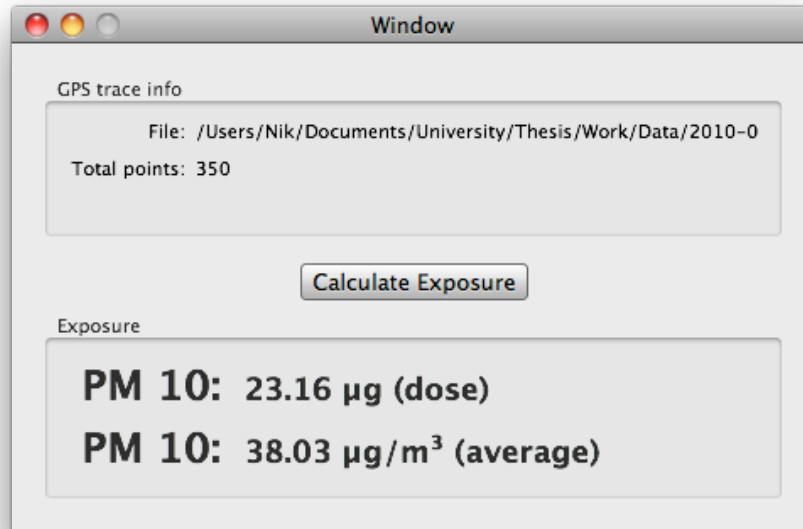 Window
GPS trace info
File: /Users/Nik/Documents/University/Thesis/Work/Data/2010-0
Total points: 350
Calculate Exposure
Exposure
PM 10: 23.16 µg (dose)
PM 10: 38.03 µg/m³ (average)